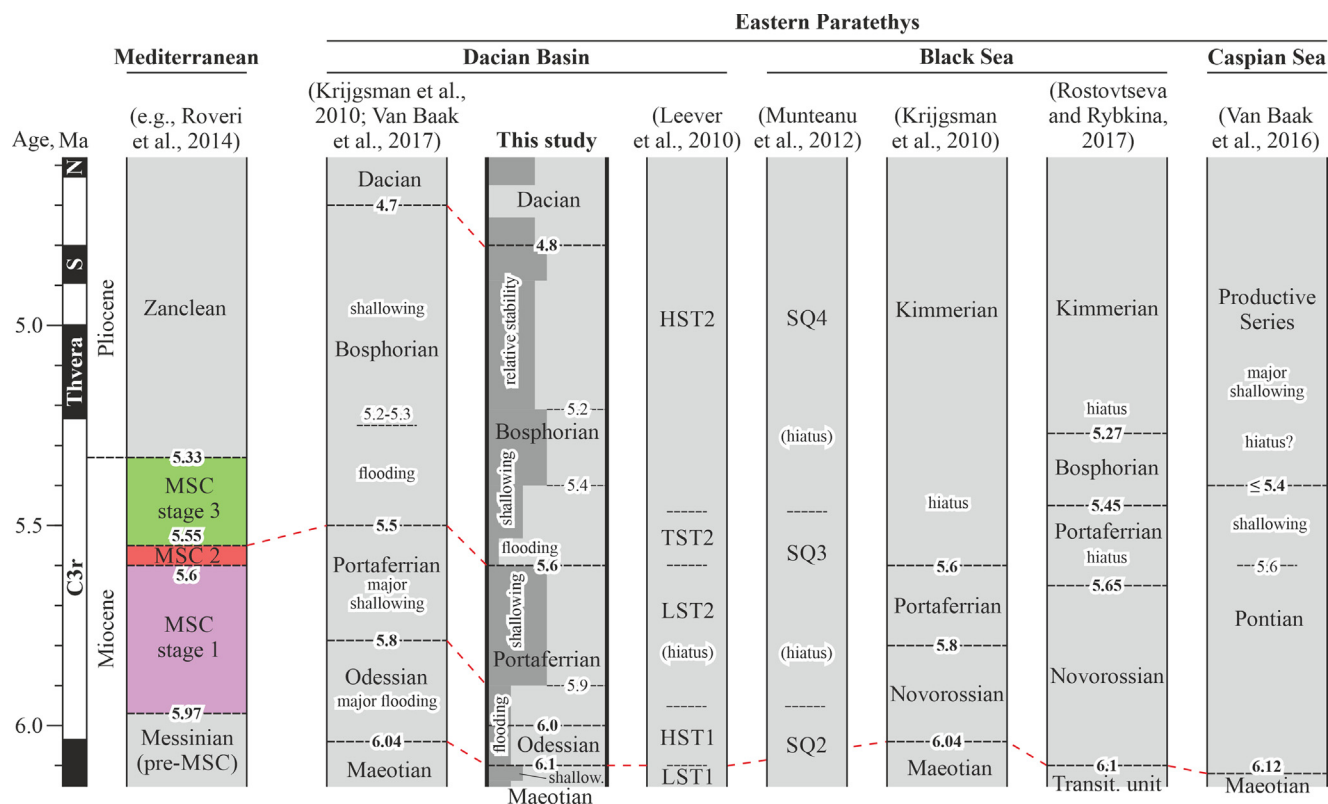 Eastern Paratethys
Mediterranean
Dacian Basin
Black Sea
Caspian Sea
Age, Ma
(e.g., Roveri
et al., 2014)
(Krijgsman et al.,
2010; Van Baak
et al., 2017)
This study
(Leever
et al., 2010)
(Munteanu
et al., 2012)
(Krijgsman
et al., 2010)
(Rostovtseva
and Rybkina,
2017)
(Van Baak
et al., 2016)
5.0
5.5
6.0
N
S
Thvera
C3r
Pliocene
Miocene
Zanclean
5.33
MSC
stage 3
5.55
MSC 2
5.6
MSC
stage 1
5.97
Messinian
(pre-MSC)
Dacian
4.7
shallowing
Bosphorian
5.2-5.3
flooding
5.5
Portaferrian
major
shallowing
5.8
Odessian
major flooding
6.04
Maeotian
Dacian
4.8
relative stability
5.2
Bosphorian
shallowing
5.4
flooding
5.6
shallowing
Portaferrian
5.9
flooding
6.0
Odessian
6.1
shallow.
Maeotian
HST2
TST2
LST2
(hiatus)
HST1
LST1
SQ4
(hiatus)
SQ3
(hiatus)
SQ2
Kimmerian
hiatus
5.6
Portaferrian
5.8
Novorossian
6.04
Maeotian
Kimmerian
hiatus
5.27
Bosphorian
5.45
Portaferrian
hiatus
5.65
Novorossian
6.1
Transit. unit
Productive
Series
major
shallowing
hiatus?
≤ 5.4
shallowing
5.6
Pontian
6.12
Maeotian